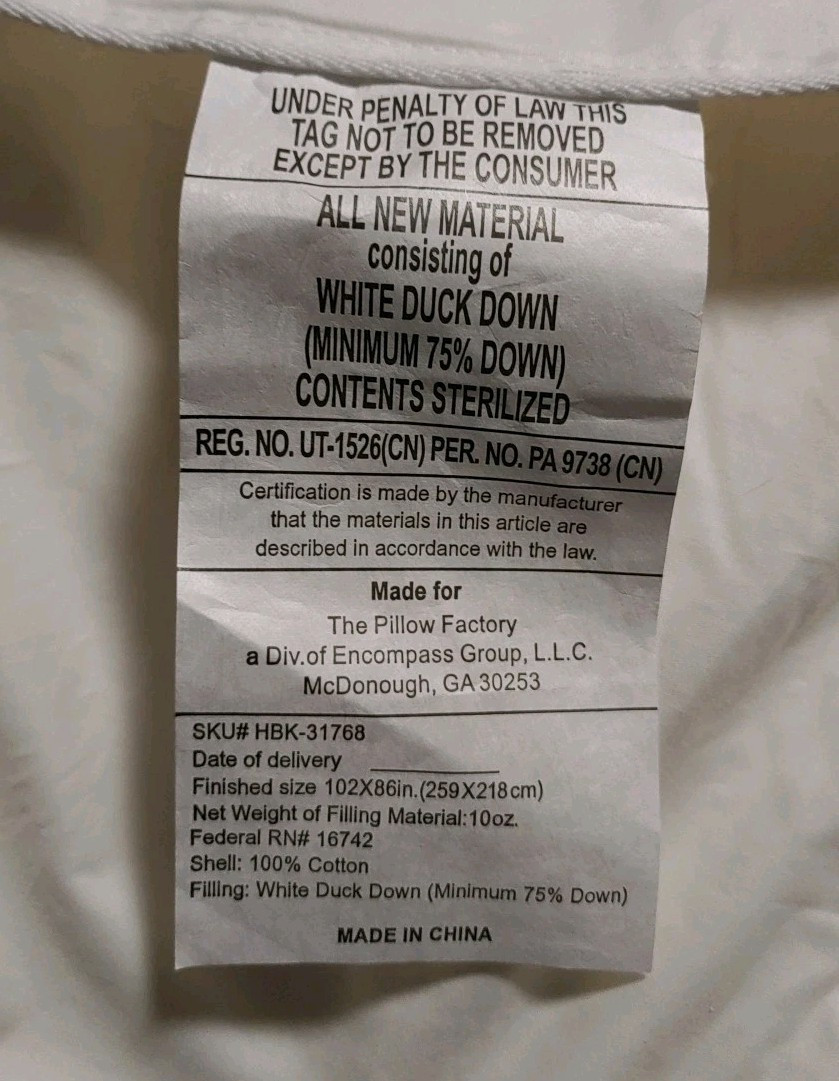 UNDER PENALTY OF LAW THIS
TAG NOT TO BE REMOVED
EXCEPT BY THE CONSUMER
ALL NEW MATERIAL
consisting of
WHITE DUCK DOWN
(MINIMUM 75% DOWN)
CONTENTS STERILIZED
REG. NO. UT-1526(CN) PER. NO. PA 9738 (CN)
Certification is made by the manufacturer
that the materials in this article are
described in accordance with the law.
Made for
The Pillow Factory
a Div.of Encompass Group, L.L.C.
McDonough, GA 30253
SKU# HBK-31768
Date of delivery ____________
Finished size 102X86in.(259X218cm)
Net Weight of Filling Material:10oz.
Federal RN# 16742
Shell: 100% Cotton
Filling: White Duck Down (Minimum 75% Down)
MADE IN CHINA